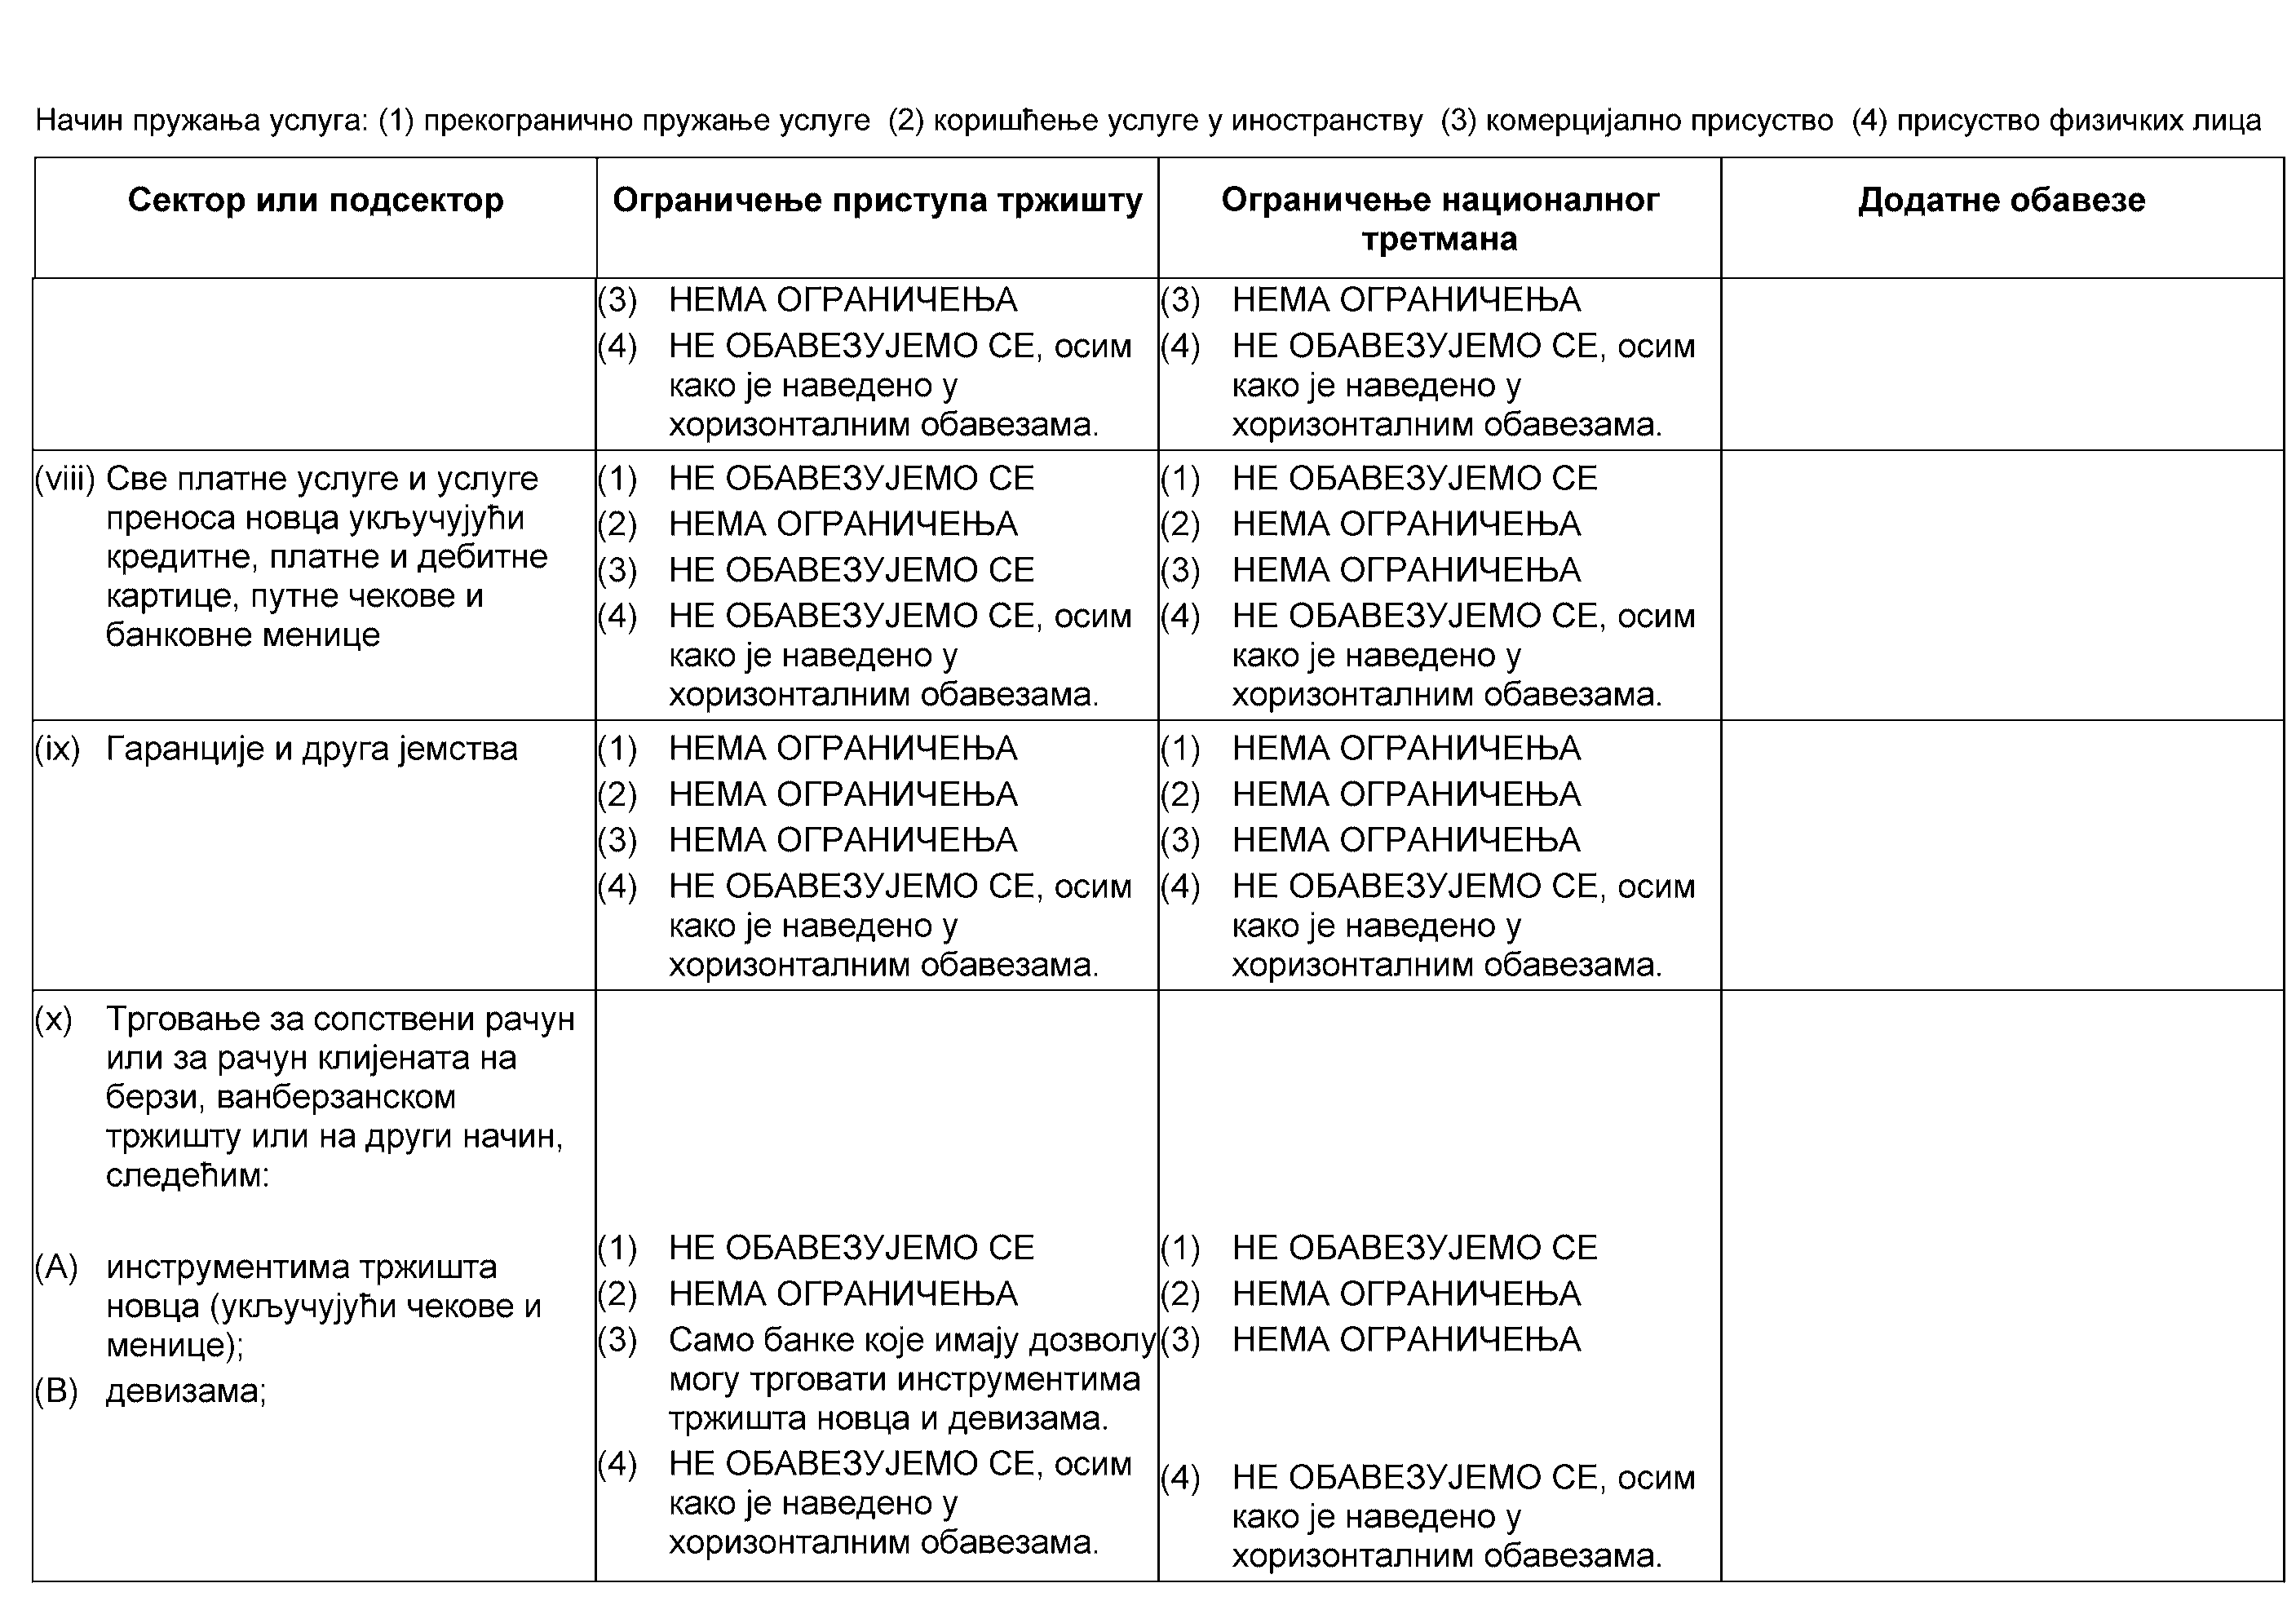 Начин пружања услуга: (1) прекогранично пружање услуге (2) коришћење услуге у иностранству (3) комерцијално присуство (4) присуство физичких лица
Сектор или подсектор
Ограничење приступа тржишту
Ограничење националног
третмана
Додатне обавезе
(3) НЕМА ОГРАНИЧЕЊА
(4) НЕ ОБАВЕЗУЈЕМО СЕ, осим
како је наведено у
хоризонталним обавезама.
(3) НЕМА ОГРАНИЧЕЊА
(4) НЕ ОБАВЕЗУЈЕМО СЕ, осим
како је наведено у
хоризонталним обавезама.
(viii) Све платне услуге и услуге
преноса новца укључујући
кредитне, платне и дебитне
картице, путне чекове и
банковне менице
(1) НЕ ОБАВЕЗУЈЕМО СЕ
(2) НЕМА ОГРАНИЧЕЊА
(3) НЕ ОБАВЕЗУЈЕМО СЕ
(4) НЕ ОБАВЕЗУЈЕМО СЕ, осим
како је наведено у
хоризонталним обавезама.
(1) НЕ ОБАВЕЗУЈЕМО СЕ
(2) НЕМА ОГРАНИЧЕЊА
(3) НЕМА ОГРАНИЧЕЊА
(4) НЕ ОБАВЕЗУЈЕМО СЕ, осим
како је наведено у
хоризонталним обавезама.
(ix) Гаранције и друга јемства
(1) НЕМА ОГРАНИЧЕЊА
(2) НЕМА ОГРАНИЧЕЊА
(3) НЕМА ОГРАНИЧЕЊА
(4) НЕ ОБАВЕЗУЈЕМО СЕ, осим
како је наведено у
хоризонталним обавезама.
(1) НЕМА ОГРАНИЧЕЊА
(2) НЕМА ОГРАНИЧЕЊА
(3) НЕМА ОГРАНИЧЕЊА
(4) НЕ ОБАВЕЗУЈЕМО СЕ, осим
како је наведено у
хоризонталним обавезама.
(x) Трговање за сопствени рачун
или за рачун клијената на
берзи, ванберзанском
тржишту или на други начин,
следећим:
(A) инструментима тржишта
новца (укључујући чекове и
менице);
(B) девизама;
(1) НЕ ОБАВЕЗУЈЕМО СЕ
(2) НЕМА ОГРАНИЧЕЊА
(3) Само банке које имају дозволу
могу трговати инструментима
тржишта новца и девизама.
(4) НЕ ОБАВЕЗУЈЕМО СЕ, осим
како је наведено у
хоризонталним обавезама.
(1) НЕ ОБАВЕЗУЈЕМО СЕ
(2) НЕМА ОГРАНИЧЕЊА
(3) НЕМА ОГРАНИЧЕЊА
(4) НЕ ОБАВЕЗУЈЕМО СЕ, осим
како је наведено у
хоризонталним обавезама.